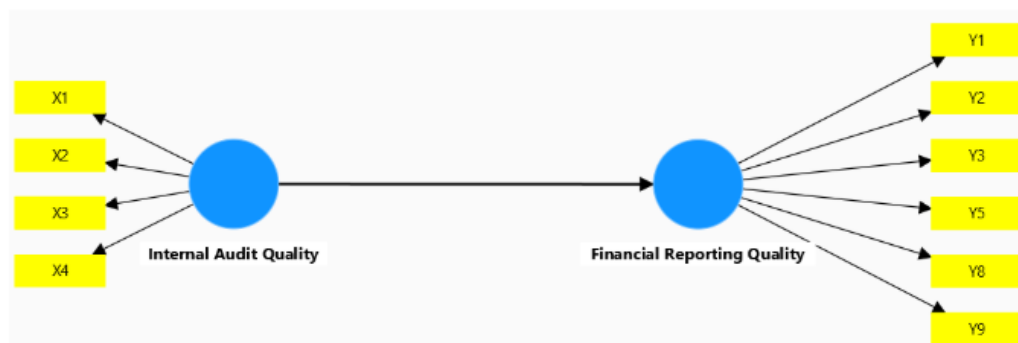 X1
X2
X3
X4
Internal Audit Quality
Financial Reporting Quality
Y1
Y2
Y3
Y5
Y8
Y9